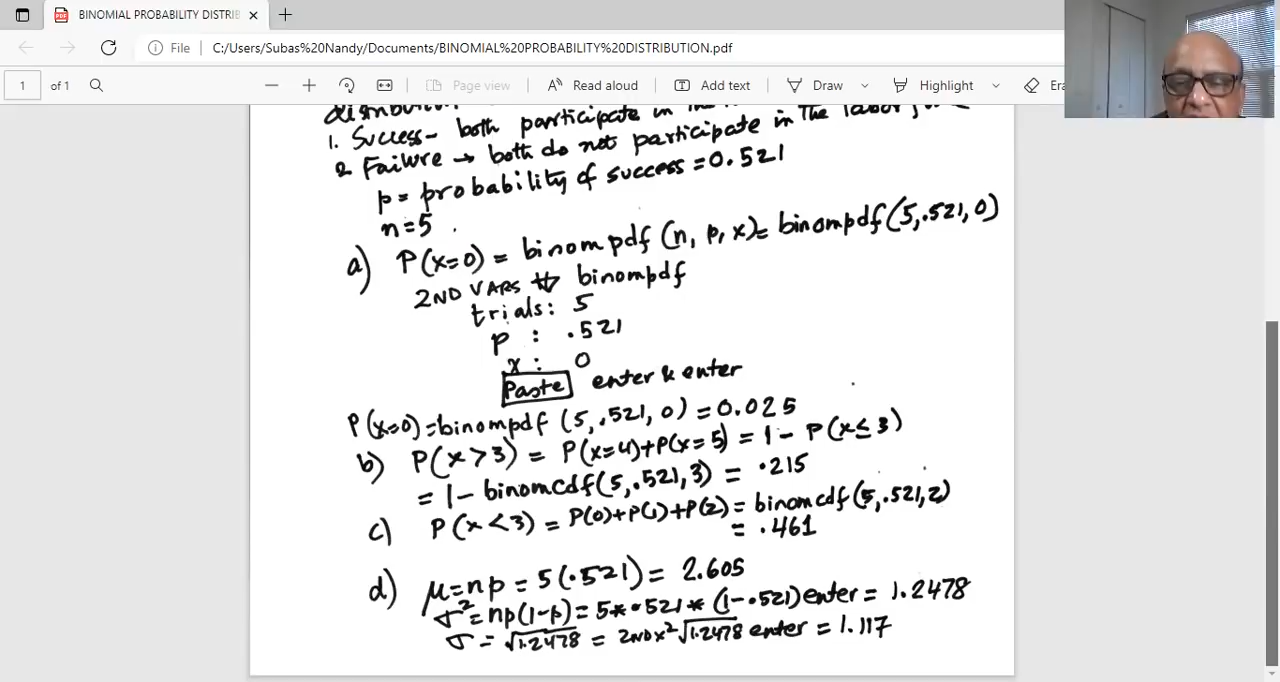 BINOMIAL PROBABILITY DISTRIB
File C:/Users/Subas%20Nandy/Documents/BINOMIAL%20PROBABILITY%20DISTRIBUTION.pdf
1 of 1 Page view Read aloud Add text Draw Highlight Era
1. Success- both participate in the
2 Failure → both do not participate in the labor
p = probability of success = 0.521
n=5
a) P(x=0) = binompdf (n, p, x)= binompdf(5,.521,0)
2ND VARS binompdf
trials: 5
p : .521
x : 0
Paste enter & enter
P(x=0)=binompdf (5,.521,0) = 0.025
b) P(x>3) = P(x=4)+P(x=5) = 1- P(x≤3)
= 1- binomcdf(5,.521,3) = .215
c) P(x<3) = P(0)+P(1)+P(2) = binomcdf(5,.521,2)
= .461
d) μ=np = 5(.521) = 2.605
σ²=np(1-p)= 5*.521*(1-.521) enter = 1.2478
σ = √1.2478 = 2ND x² √1.2478 enter = 1.117